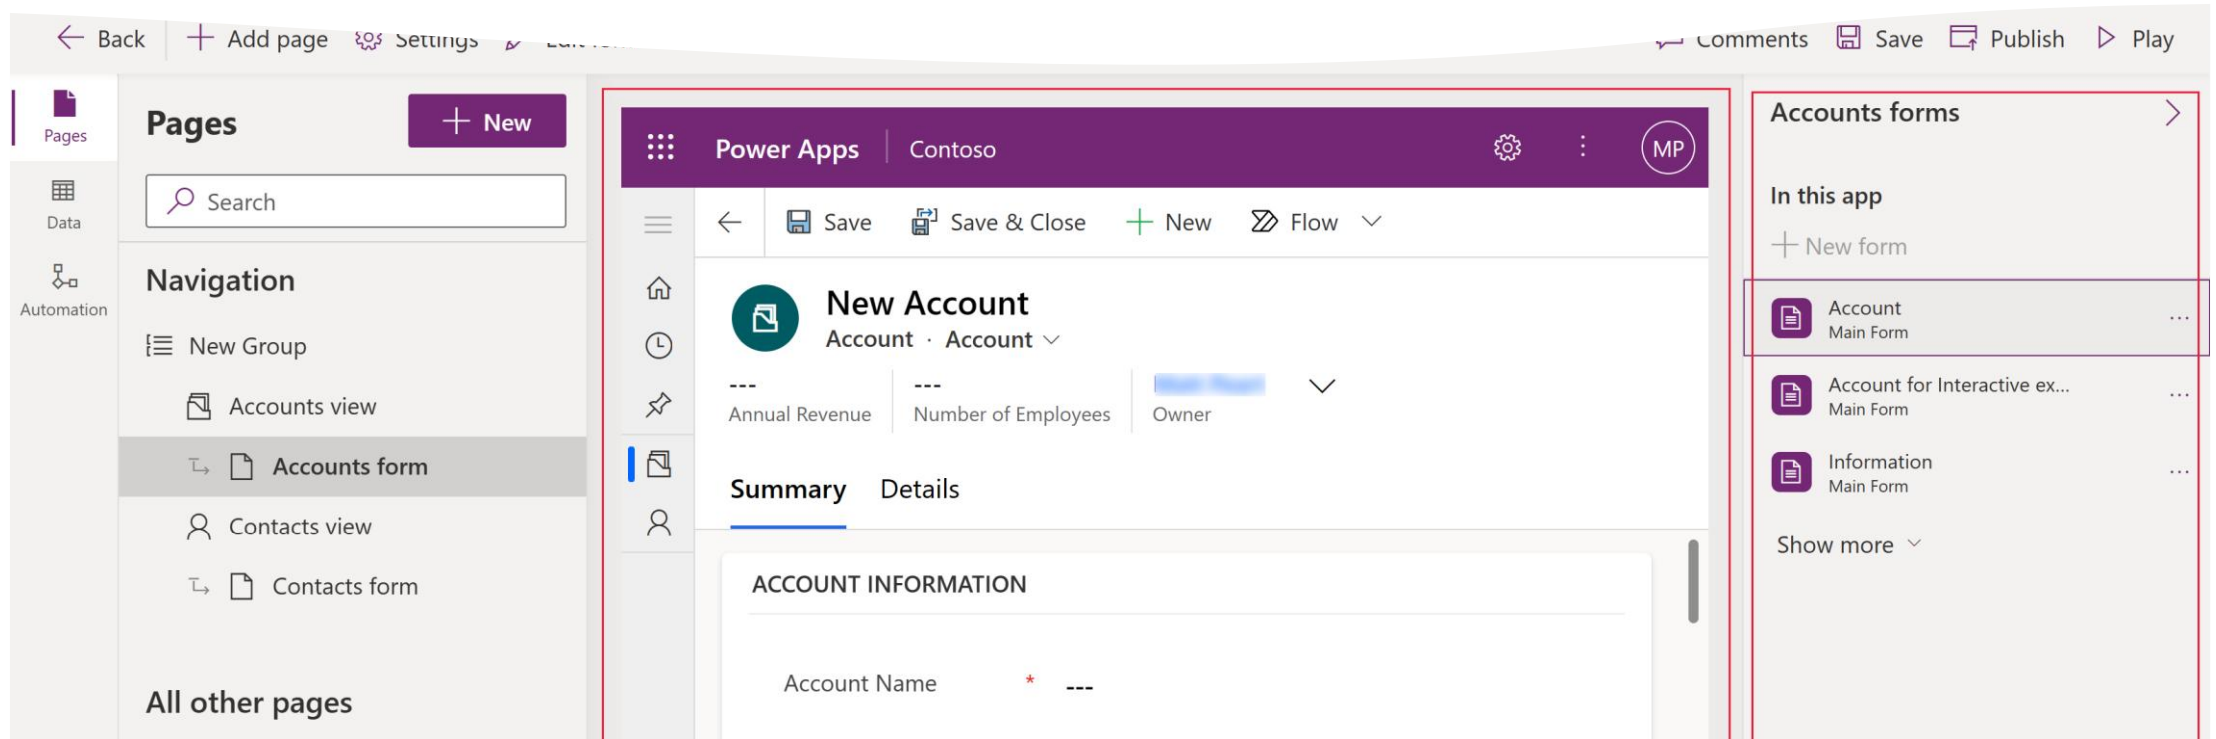 Back
Add page
Settings
Comments
Save
Publish
Play
Pages
Data
Automation
Pages
New
Search
Navigation
New Group
Accounts view
Accounts form
Contacts view
Contacts form
All other pages
Power Apps
Contoso
MP
Save
Save & Close
New
Flow
New Account
Account · Account
---
Annual Revenue
---
Number of Employees
Owner
Summary
Details
ACCOUNT INFORMATION
Account Name * ---
Accounts forms
In this app
New form
Account
Main Form
...
Account for Interactive ex...
Main Form
...
Information
Main Form
...
Show more